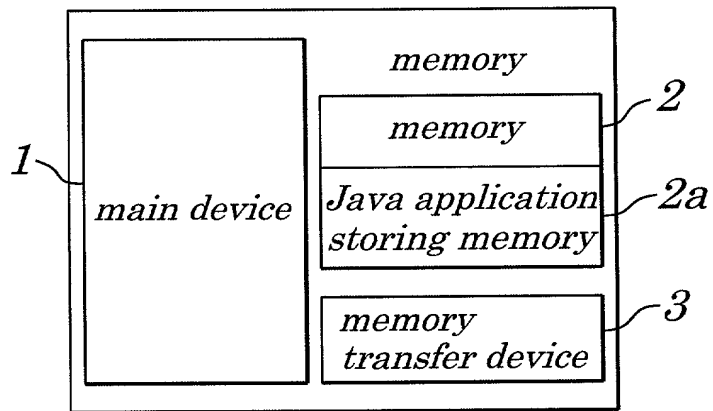 memory
2
memory
1
main device
Java application
storing memory
2a
3
memory
transfer device